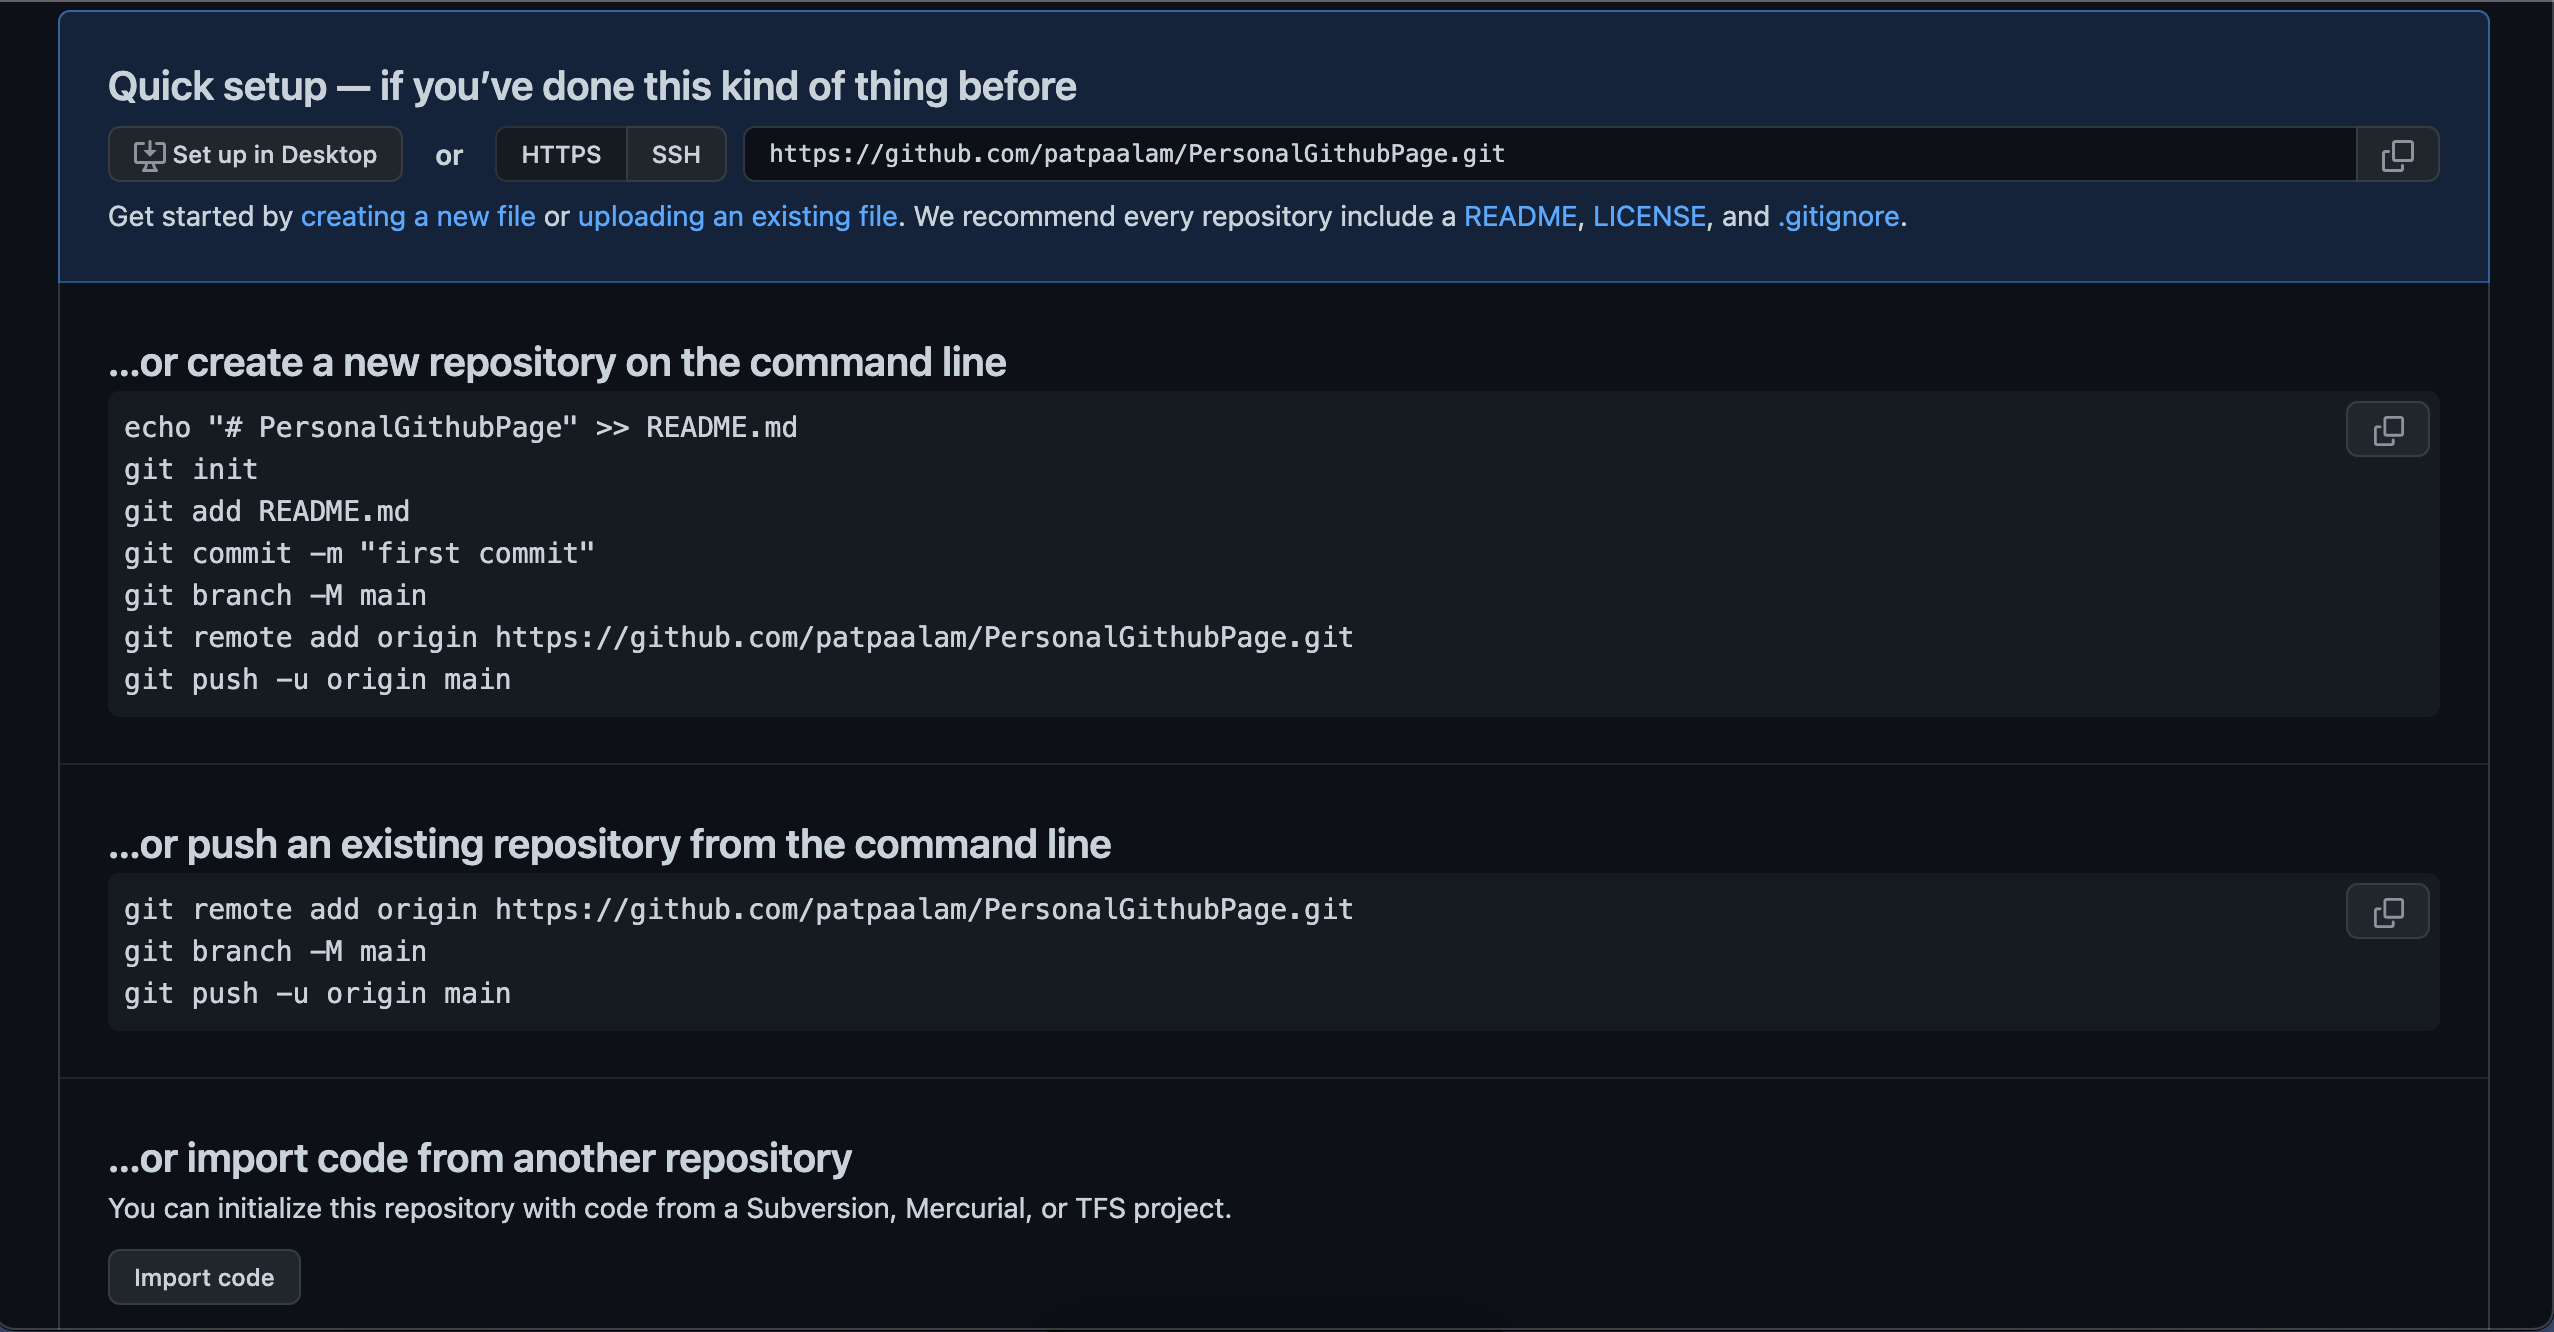 Quick setup — if you’ve done this kind of thing before
Set up in Desktop or HTTPS SSH https://github.com/patpaalam/PersonalGithubPage.git
Get started by creating a new file or uploading an existing file. We recommend every repository include a README, LICENSE, and .gitignore.
…or create a new repository on the command line
echo "# PersonalGithubPage" >> README.md
git init
git add README.md
git commit -m "first commit"
git branch -M main
git remote add origin https://github.com/patpaalam/PersonalGithubPage.git
git push -u origin main
…or push an existing repository from the command line
git remote add origin https://github.com/patpaalam/PersonalGithubPage.git
git branch -M main
git push -u origin main
…or import code from another repository
You can initialize this repository with code from a Subversion, Mercurial, or TFS project.
Import code